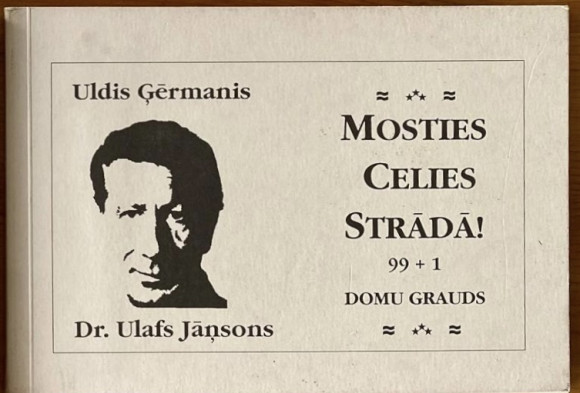 Uldis Ģērmanis
Dr. Ulafs Jāņsons
≈ ⁂ ≈
MOSTIES
CELIES
STRĀDĀ!
99 + 1
DOMU GRAUDS
≈ ⁂ ≈